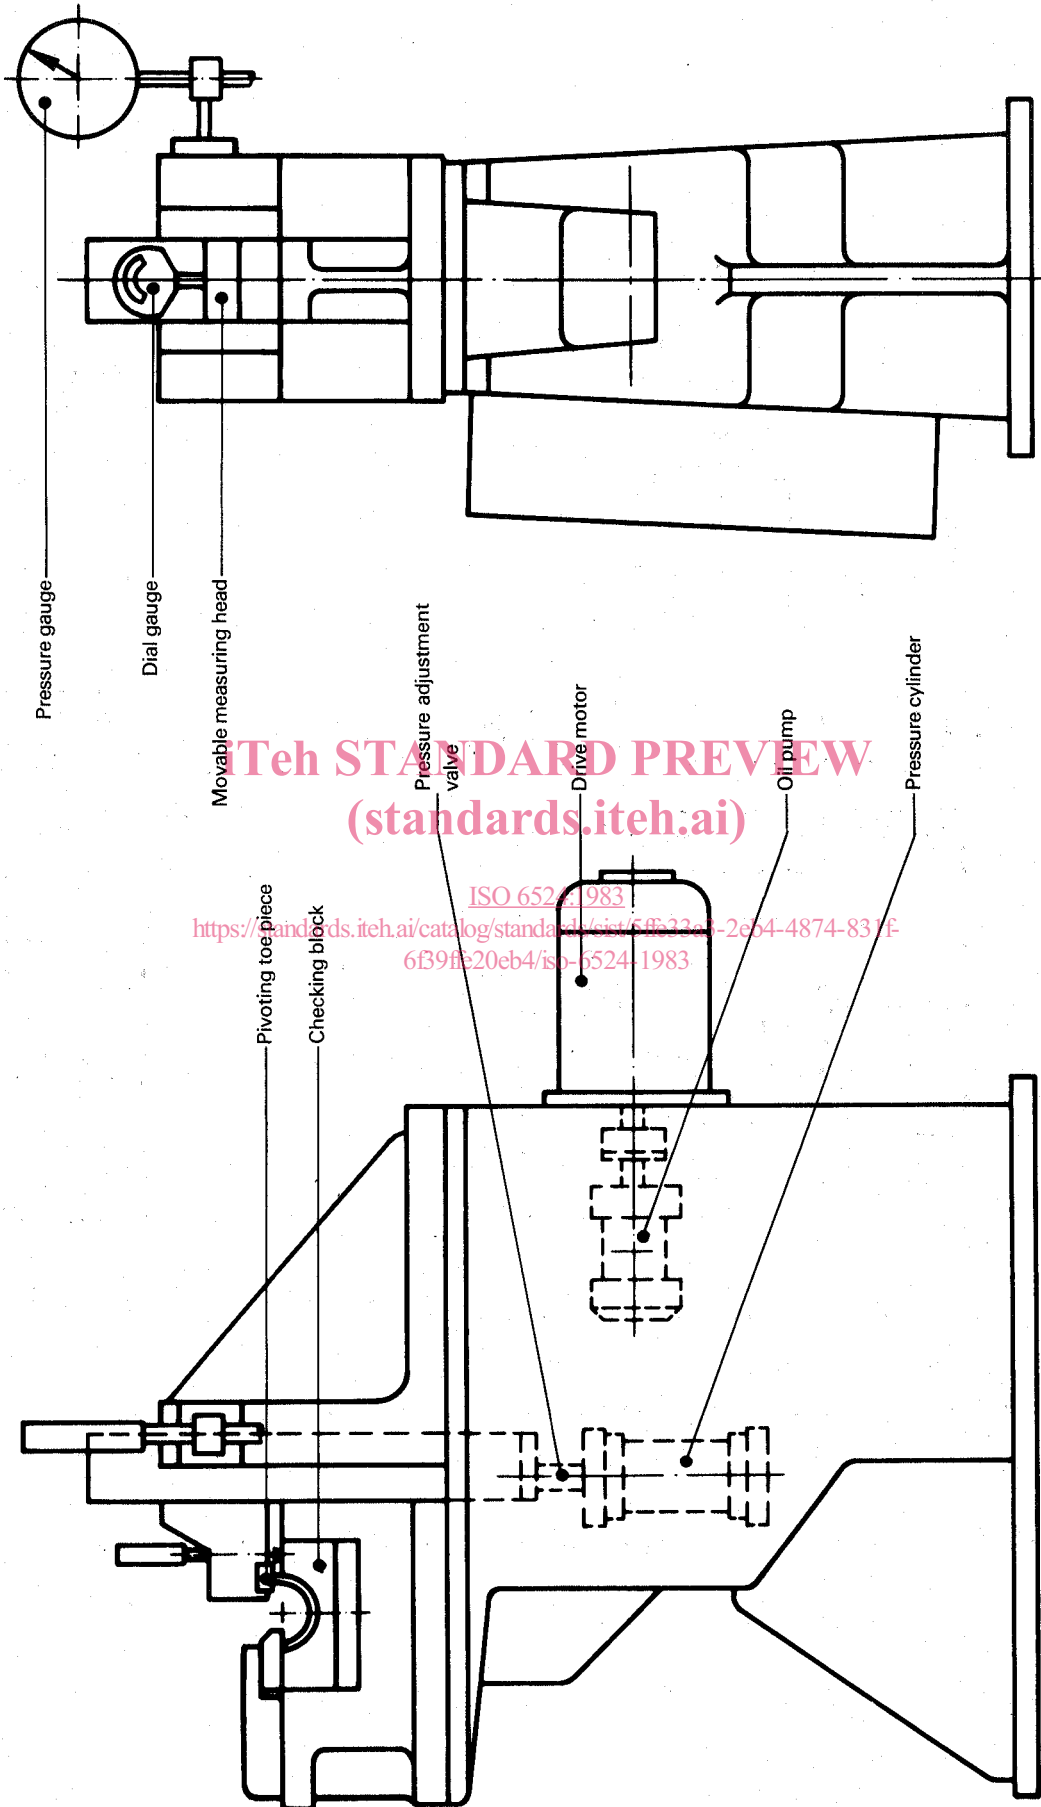 Pressure gauge
Dial gauge
Movable measuring head
Pressure adjustment
valve
Drive motor
Oil pump
Pressure cylinder
Pivoting toe piece
Checking block
iTeh STANDARD PREVIEW
(standards.iteh.ai)
ISO 6524:1983
https://standards.iteh.ai/catalog/standards/sist/5ffe33a3-2eb4-4874-831f-
6f39ffe20eb4/iso-6524-1983